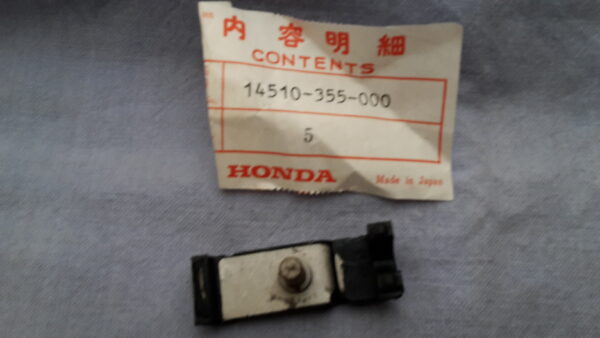 内容明細
CONTENTS
14510-355-000
5
HONDA Made in Japan